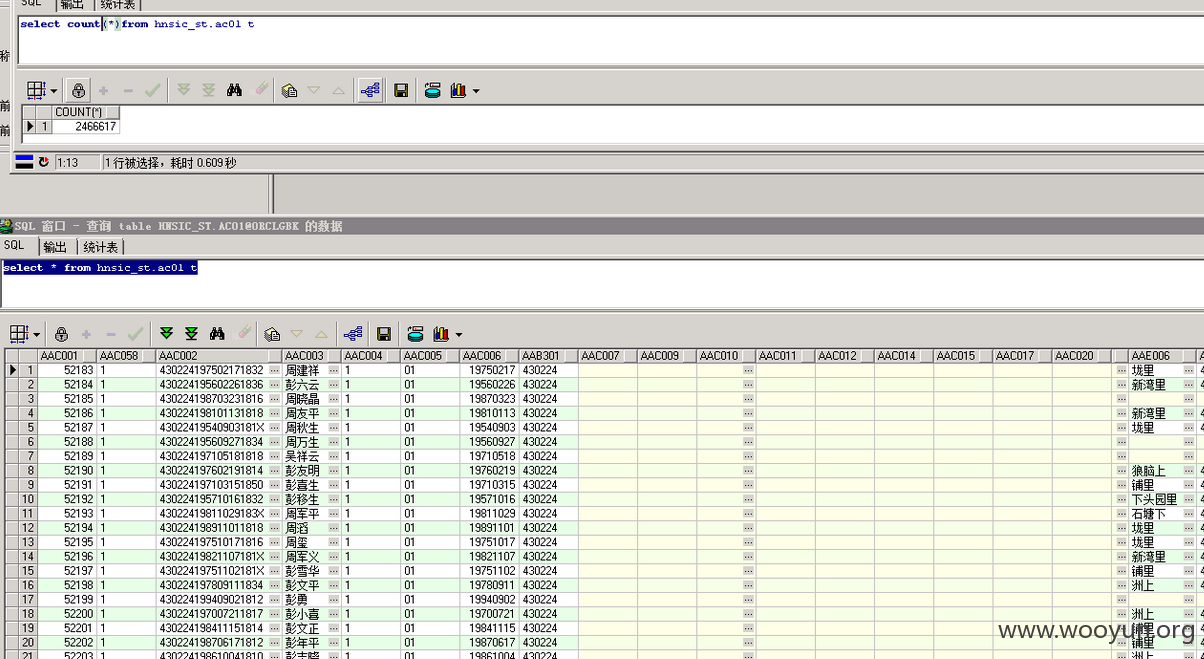 SQL 输出 统计表
select count(*)from hnsic_st.ac01 t
称
前
前
COUNT(*)
1 2466617
1:13 1 行被选择, 耗时 0.609 秒
SQL 窗口 - 查询 table HNSIC_ST.AC01@ORCLGBK 的数据
SQL 输出 统计表
select * from hnsic_st.ac01 t
AAC001 AAC058 AAC002 AAC003 AAC004 AAC005 AAC006 AAB301 AAC007 AAC009 AAC010 AAC011 AAC012 AAC014 AAC015 AAC017 AAC020 AAE006
1 52183 1 430224197502171832 ··· 周建祥 ··· 1 01 19750217 430224 ··· ··· 垅里 ···
2 52184 1 430224195602261836 ··· 彭六云 ··· 1 01 19560226 430224 ··· ··· 新湾里 ···
3 52185 1 430224198703231816 ··· 周晓晶 ··· 1 01 19870323 430224 ··· ··· ···
4 52186 1 430224198101131818 ··· 周友平 ··· 1 01 19810113 430224 ··· ··· 新湾里 ···
5 52187 1 43022419540903181X ··· 周秋生 ··· 1 01 19540903 430224 ··· ··· 垅里 ···
6 52188 1 430224195609271834 ··· 周万生 ··· 1 01 19560927 430224 ··· ··· ···
7 52189 1 430224197105181818 ··· 吴祥云 ··· 1 01 19710518 430224 ··· ··· ···
8 52190 1 430224197602191814 ··· 彭友明 ··· 1 01 19760219 430224 ··· ··· 狼脑上 ···
9 52191 1 430224197103151850 ··· 彭喜生 ··· 1 01 19710315 430224 ··· ··· 铺里 ···
10 52192 1 430224195710161832 ··· 彭移生 ··· 1 01 19571016 430224 ··· ··· 下头园里 ···
11 52193 1 43022419811029183X ··· 周军平 ··· 1 01 19811029 430224 ··· ··· 石塘下 ···
12 52194 1 430224198911011818 ··· 周滔 ··· 1 01 19891101 430224 ··· ··· 垅里 ···
13 52195 1 430224197510171816 ··· 周玺 ··· 1 01 19751017 430224 ··· ··· 垅里 ···
14 52196 1 43022419821107181X ··· 周军义 ··· 1 01 19821107 430224 ··· ··· 新湾里 ···
15 52197 1 43022419751102181X ··· 彭雪华 ··· 1 01 19751102 430224 ··· ··· 铺里 ···
16 52198 1 430224197809111834 ··· 彭文平 ··· 1 01 19780911 430224 ··· ··· 洲上 ···
17 52199 1 430224199409021812 ··· 彭勇 ··· 1 01 19940902 430224 ··· ··· ···
18 52200 1 430224197007211817 ··· 彭小喜 ··· 1 01 19700721 430224 ··· ··· 洲上 ···
19 52201 1 430224198411151814 ··· 彭文正 ··· 1 01 19841115 430224 ··· ··· 铺里 ···
20 52202 1 430224198706171812 ··· 彭年平 ··· 1 01 19870617 430224 ··· ··· 铺里 ···
21 52203 1 430224198610041810 ··· 1 01 19861004 430224 ··· ··· 洲上 ···
www.wooyun.org